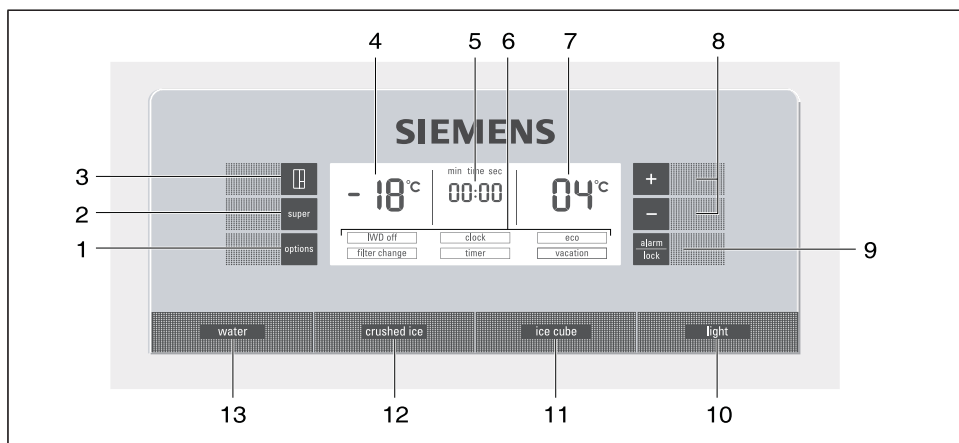 4 5 6 7 8
SIEMENS
min time sec
3 - 18°C 00:00 04°C +
2 super −
1 options IWD off clock eco alarm 9
filter change timer vacation lock
water crushed ice ice cube light
13 12 11 10